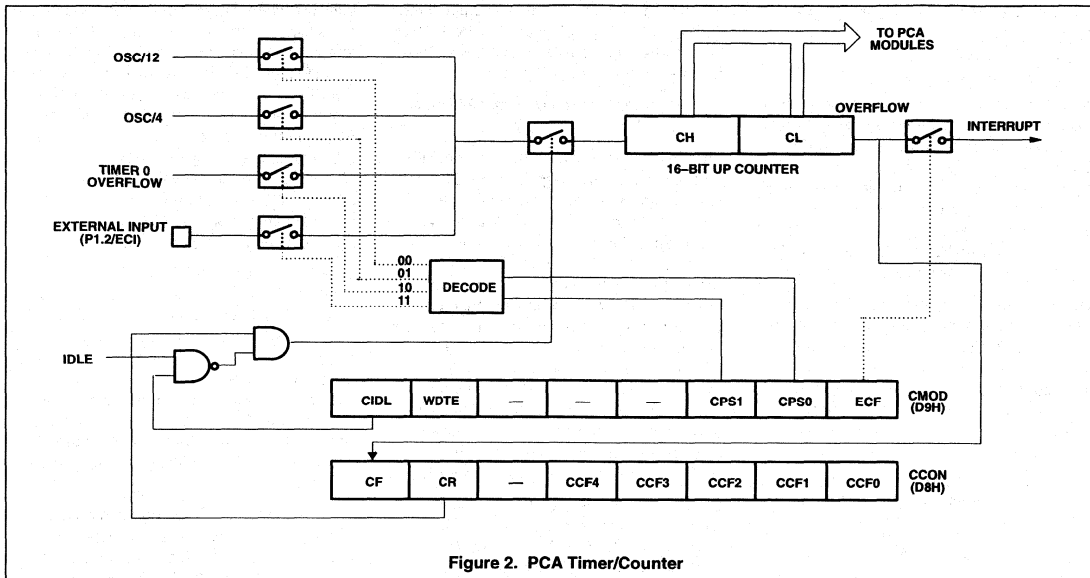 TO PCA
MODULES
OSC/12
OSC/4
OVERFLOW
INTERRUPT
CH CL
16–BIT UP COUNTER
TIMER 0
OVERFLOW
EXTERNAL INPUT
(P1.2/ECI)
00
01
10
11
DECODE
IDLE
CIDL WDTE — — — CPS1 CPS0 ECF
CMOD
(D9H)
CF CR — CCF4 CCF3 CCF2 CCF1 CCF0
CCON
(D8H)
Figure 2. PCA Timer/Counter